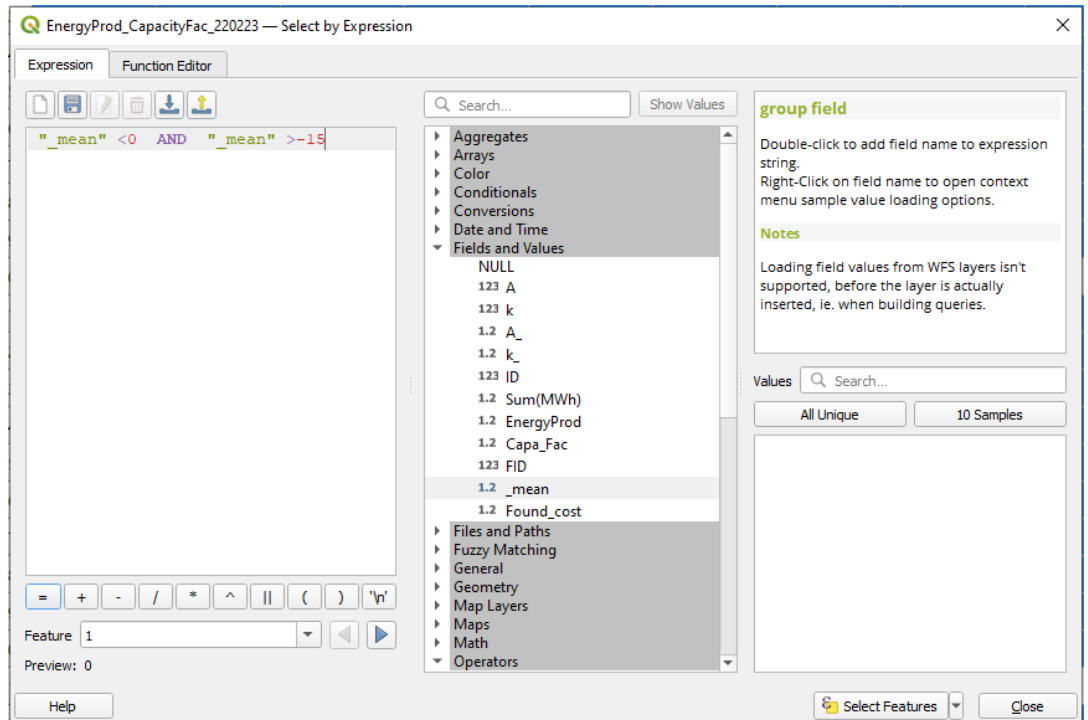 EnergyProd_CapacityFac_220223 — Select by Expression
Expression
Function Editor
"_mean" <0 AND "_mean" >-15
= + - / * ^ || ( ) '\n'
Feature 1
Preview: 0
Search...
Show Values
Aggregates
Arrays
Color
Conditionals
Conversions
Date and Time
Fields and Values
NULL
123 A
123 k
1.2 A_
1.2 k_
123 ID
1.2 Sum(MWh)
1.2 EnergyProd
1.2 Capa_Fac
123 FID
1.2 _mean
1.2 Found_cost
Files and Paths
Fuzzy Matching
General
Geometry
Map Layers
Maps
Math
Operators
group field
Double-click to add field name to expression
string.
Right-Click on field name to open context
menu sample value loading options.
Notes
Loading field values from WFS layers isn't
supported, before the layer is actually
inserted, ie. when building queries.
Values Search...
All Unique
10 Samples
Help
Select Features
Close